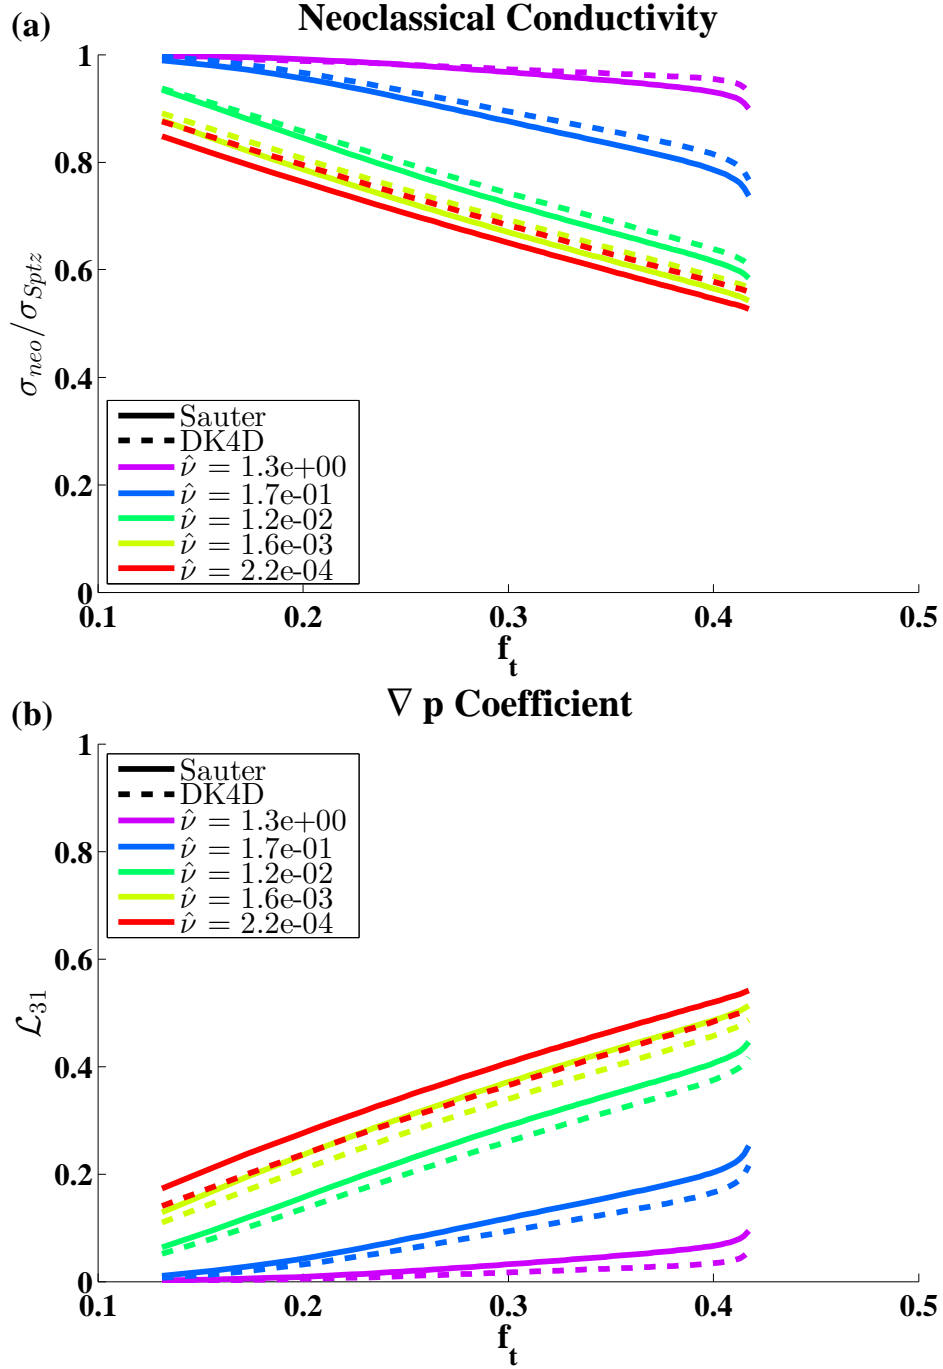 (a)
Neoclassical Conductivity
1
0.8
0.6
0.4
0.2
0
σ_neo/σ_Sptz
Sauter
DK4D
ν̂ = 1.3e+00
ν̂ = 1.7e-01
ν̂ = 1.2e-02
ν̂ = 1.6e-03
ν̂ = 2.2e-04
0.1 0.2 0.3 0.4 0.5
f_t
(b)
∇ p Coefficient
1
0.8
0.6
0.4
0.2
0
ℒ_31
Sauter
DK4D
ν̂ = 1.3e+00
ν̂ = 1.7e-01
ν̂ = 1.2e-02
ν̂ = 1.6e-03
ν̂ = 2.2e-04
0.1 0.2 0.3 0.4 0.5
f_t